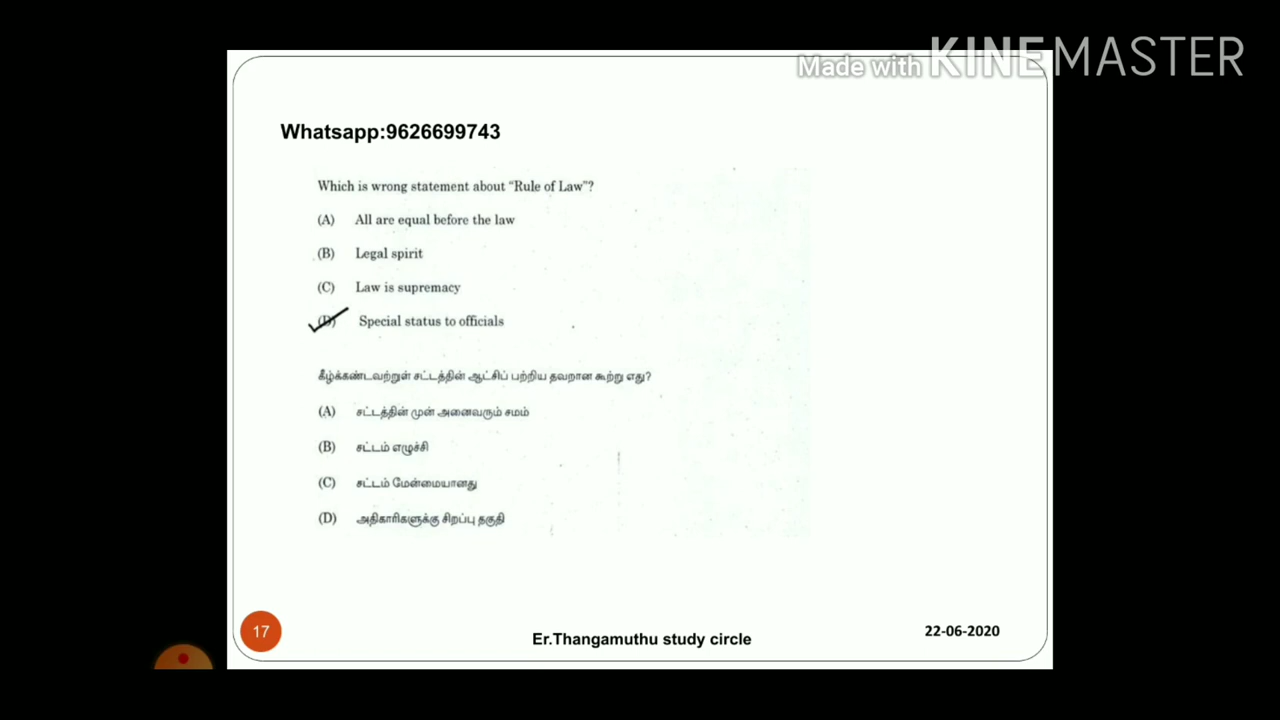 Made with KINEMASTER
Whatsapp:9626699743
Which is wrong statement about “Rule of Law”?
(A) All are equal before the law
(B) Legal spirit
(C) Law is supremacy
(D) Special status to officials
கீழ்க்கண்டவற்றுள் சட்டத்தின் ஆட்சிப் பற்றிய தவறான கூற்று எது?
(A) சட்டத்தின் முன் அனைவரும் சமம்
(B) சட்டம் எழுச்சி
(C) சட்டம் மேன்மையானது
(D) அதிகாரிகளுக்கு சிறப்பு தகுதி
17
Er.Thangamuthu study circle
22-06-2020